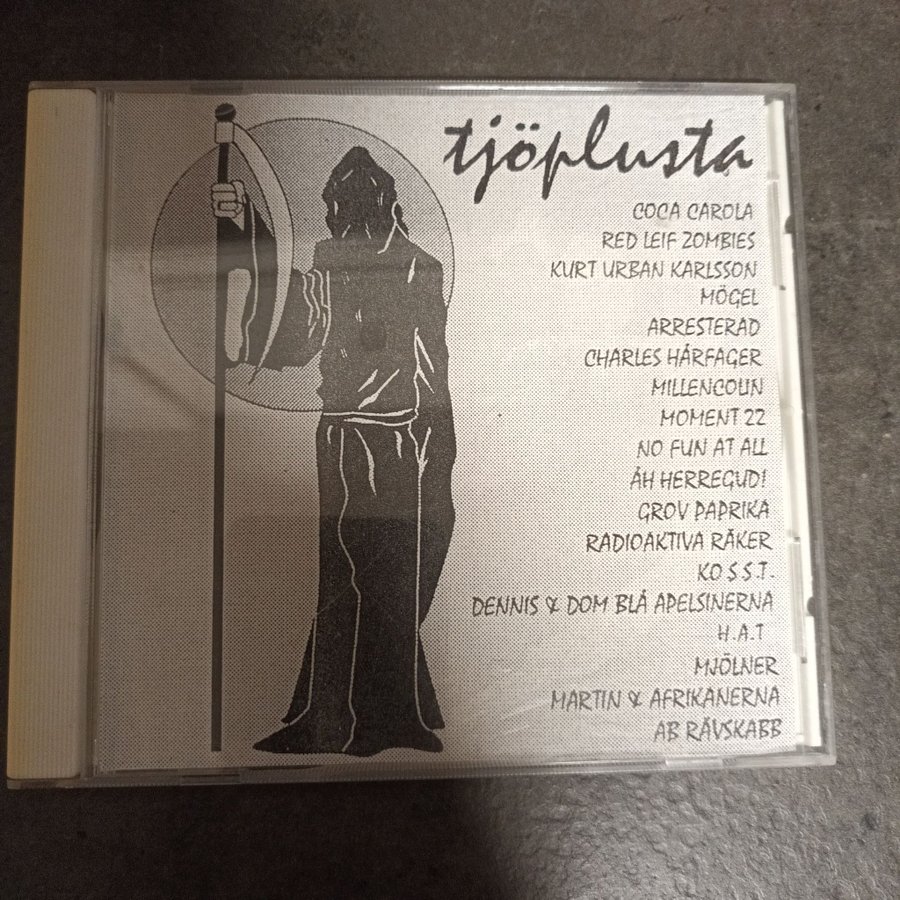 tjöplusta
COCA CAROLA
RED LEIF ZOMBIES
KURT URBAN KARLSSON
MÖGEL
ARRESTERAD
CHARLES HÅRFAGER
MILLENCOLIN
MOMENT 22
NO FUN AT ALL
ÅH HERREGUD!
GROV PAPRIKA
RADIOAKTIVA RÄKER
KO S.S.T.
DENNIS & DOM BLÅ APELSINERNA
H.A.T
MJÖLNER
MARTIN & AFRIKANERNA
AB RÄVSKABB